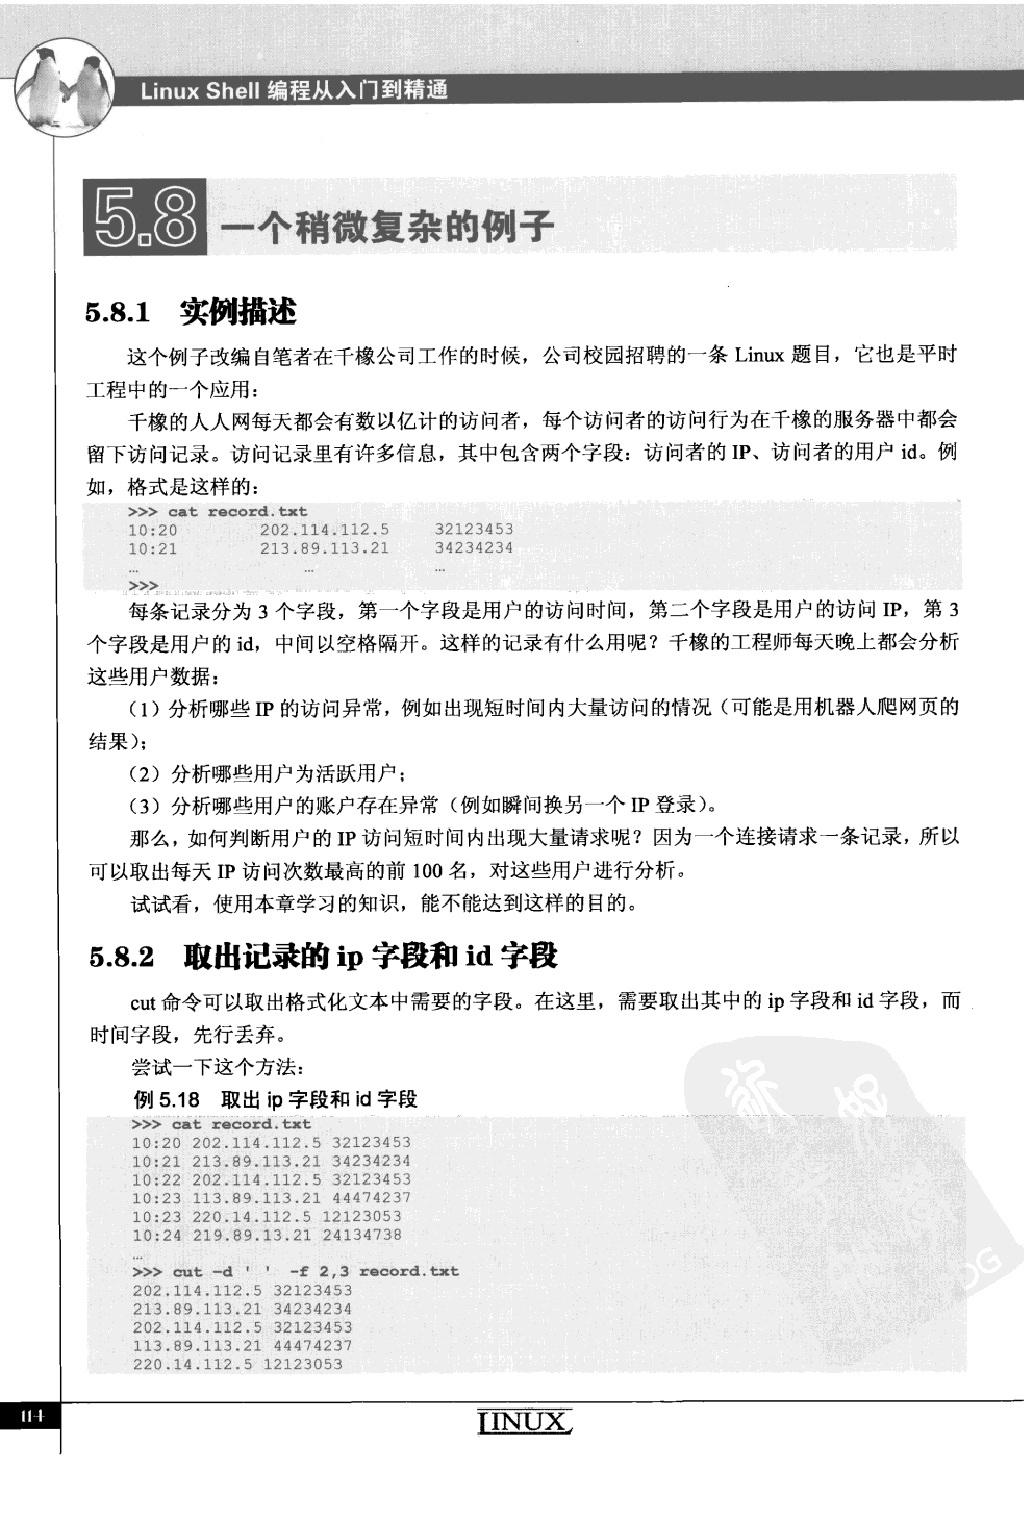 Linux Shell 编程从入门到精通
5.8 一个稍微复杂的例子
5.8.1 实例描述
这个例子改编自笔者在千橡公司工作的时候，公司校园招聘的一条 Linux 题目，它也是平时
工程中的一个应用：
千橡的人人网每天都会有数以亿计的访问者，每个访问者的访问行为在千橡的服务器中都会
留下访问记录。访问记录里有许多信息，其中包含两个字段：访问者的 IP、访问者的用户 id。例
如，格式是这样的：
>>> cat record.txt
10:20 202.114.112.5 32123453
10:21 213.89.113.21 34234234
… … …
>>>
每条记录分为 3 个字段，第一个字段是用户的访问时间，第二个字段是用户的访问 IP，第 3
个字段是用户的 id，中间以空格隔开。这样的记录有什么用呢？千橡的工程师每天晚上都会分析
这些用户数据：
（1）分析哪些 IP 的访问异常，例如出现短时间内大量访问的情况（可能是用机器人爬网页的
结果）；
（2）分析哪些用户为活跃用户；
（3）分析哪些用户的账户存在异常（例如瞬间换另一个 IP 登录）。
那么，如何判断用户的 IP 访问短时间内出现大量请求呢？因为一个连接请求一条记录，所以
可以取出每天 IP 访问次数最高的前 100 名，对这些用户进行分析。
试试看，使用本章学习的知识，能不能达到这样的目的。
5.8.2 取出记录的 ip 字段和 id 字段
cut 命令可以取出格式化文本中需要的字段。在这里，需要取出其中的 ip 字段和 id 字段，而
时间字段，先行丢弃。
尝试一下这个方法：
例 5.18 取出 ip 字段和 id 字段
>>> cat record.txt
10:20 202.114.112.5 32123453
10:21 213.89.113.21 34234234
10:22 202.114.112.5 32123453
10:23 113.89.113.21 44474237
10:23 220.14.112.5 12123053
10:24 219.89.13.21 24134738
…
>>> cut -d ' ' -f 2,3 record.txt
202.114.112.5 32123453
213.89.113.21 34234234
202.114.112.5 32123453
113.89.113.21 44474237
220.14.112.5 12123053
114
LINUX